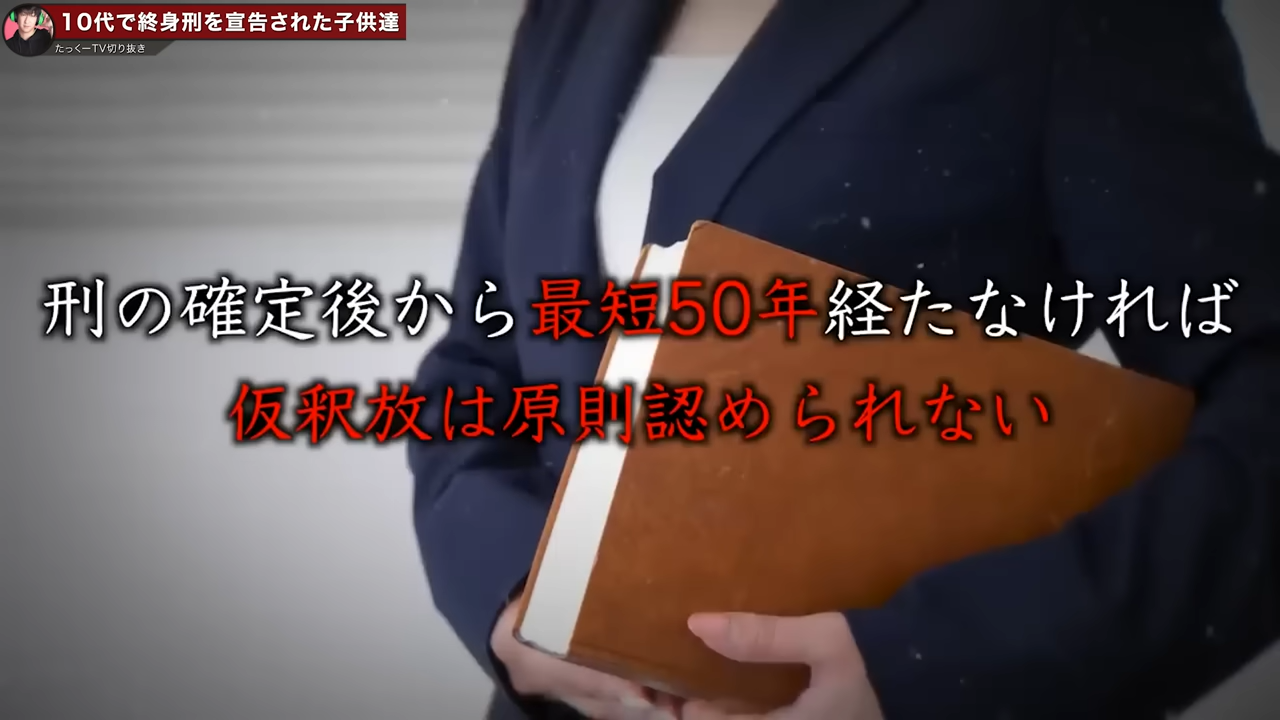 10代で終身刑を宣告された子供達
たっくーTV切り抜き
刑の確定後から最短50年経たなければ
仮釈放は原則認められない